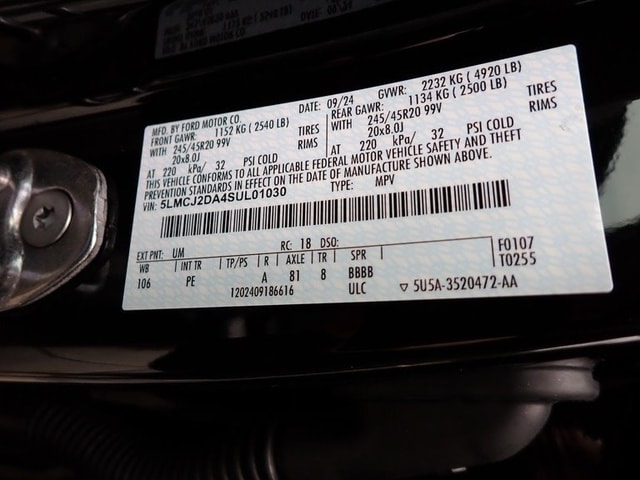 MFD. BY FORD MOTOR CO. DATE: 09/24 GVWR: 2232 KG ( 4920 LB)
FRONT GAWR: 1152 KG ( 2540 LB) REAR GAWR: 1134 KG ( 2500 LB)
WITH 245/45R20 99V TIRES WITH 245/45R20 99V TIRES
20x8.0J RIMS 20x8.0J RIMS
AT 220 kPa/ 32 PSI COLD AT 220 kPa/ 32 PSI COLD
THIS VEHICLE CONFORMS TO ALL APPLICABLE FEDERAL MOTOR VEHICLE SAFETY AND THEFT
PREVENTION STANDARDS IN EFFECT ON THE DATE OF MANUFACTURE SHOWN ABOVE.
VIN: 5LMCJ2DA4SUL01030 TYPE: MPV
EXT PNT: UM RC: 18 DSO: F0107
WB INT TR TP/PS R AXLE TR SPR T0255
106 PE A 81 8 BBBB
1202409186616 ULC ▽ 5U5A-3520472-AA